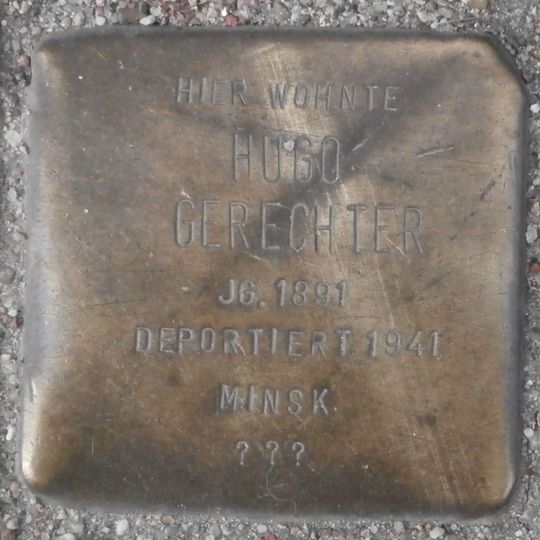 HIER WOHNTE
HUGO
GERECHTER
JG. 1891
DEPORTIERT 1941
MINSK
???